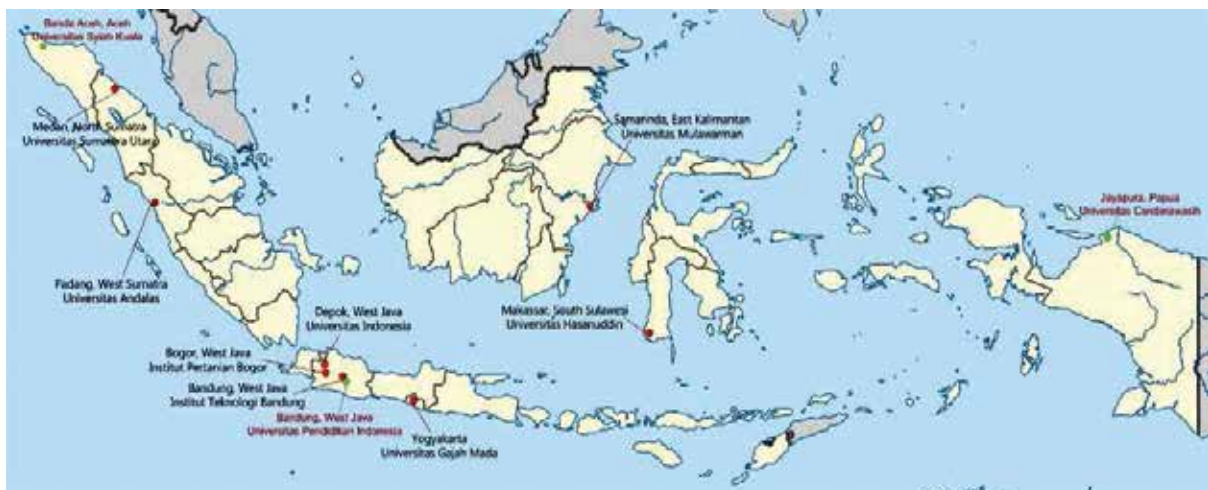 Banda Aceh, Aceh
Universitas Syiah Kuala
Medan, North Sumatra
Universitas Sumatera Utara
Samarinda, East Kalimantan
Universitas Mulawarman
Jayapura, Papua
Universitas Cendarawasih
Padang, West Sumatra
Universitas Andalas
Depok, West Java
Universitas Indonesia
Makassar, South Sulawesi
Universitas Hasanuddin
Bogor, West Java
Institut Pertanian Bogor
Bandung, West Java
Institut Teknologi Bandung
Bandung, West Java
Universitas Pendidikan Indonesia
Yogyakarta
Universitas Gajah Mada